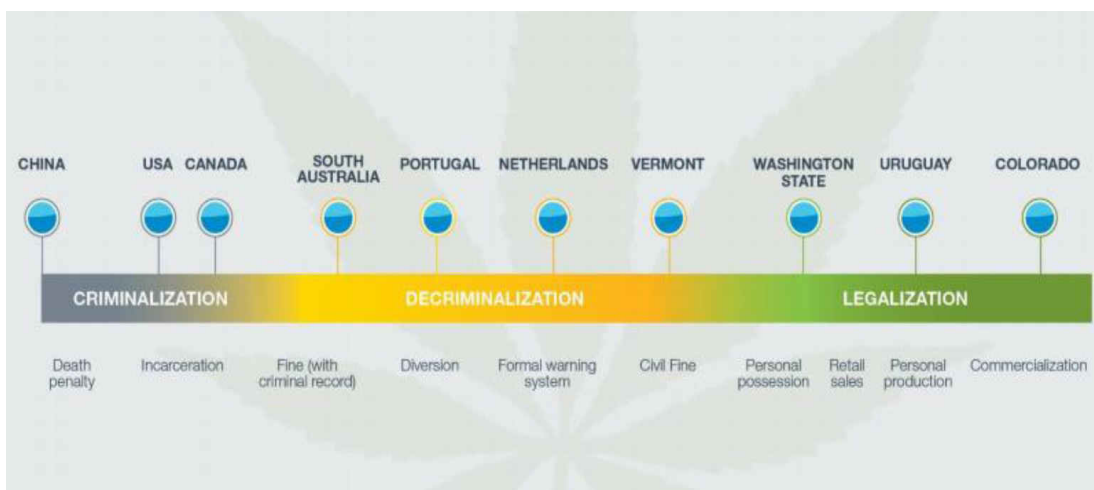 CHINA
USA
CANADA
SOUTH
AUSTRALIA
PORTUGAL
NETHERLANDS
VERMONT
WASHINGTON
STATE
URUGUAY
COLORADO
CRIMINALIZATION
DECRIMINALIZATION
LEGALIZATION
Death
penalty
Incarceration
Fine (with
criminal record)
Diversion
Formal warning
system
Civil Fine
Personal
possession
Retail
sales
Personal
production
Commercialization